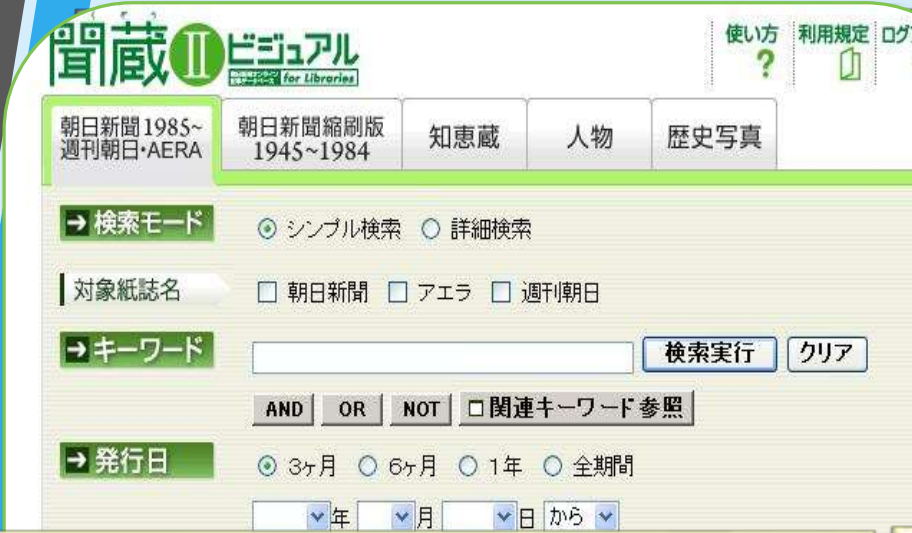 聞蔵Ⅱビジュアル
for Libraries
使い方 利用規定 ログ
?
朝日新聞1985~
週刊朝日・AERA
朝日新聞縮刷版
1945~1984
知恵蔵
人物
歴史写真
検索モード
シンプル検索 詳細検索
対象紙誌名
朝日新聞 アエラ 週刊朝日
キーワード
検索実行 クリア
AND OR NOT 関連キーワード参照
発行日
3ヶ月 6ヶ月 1年 全期間
年 月 日 から